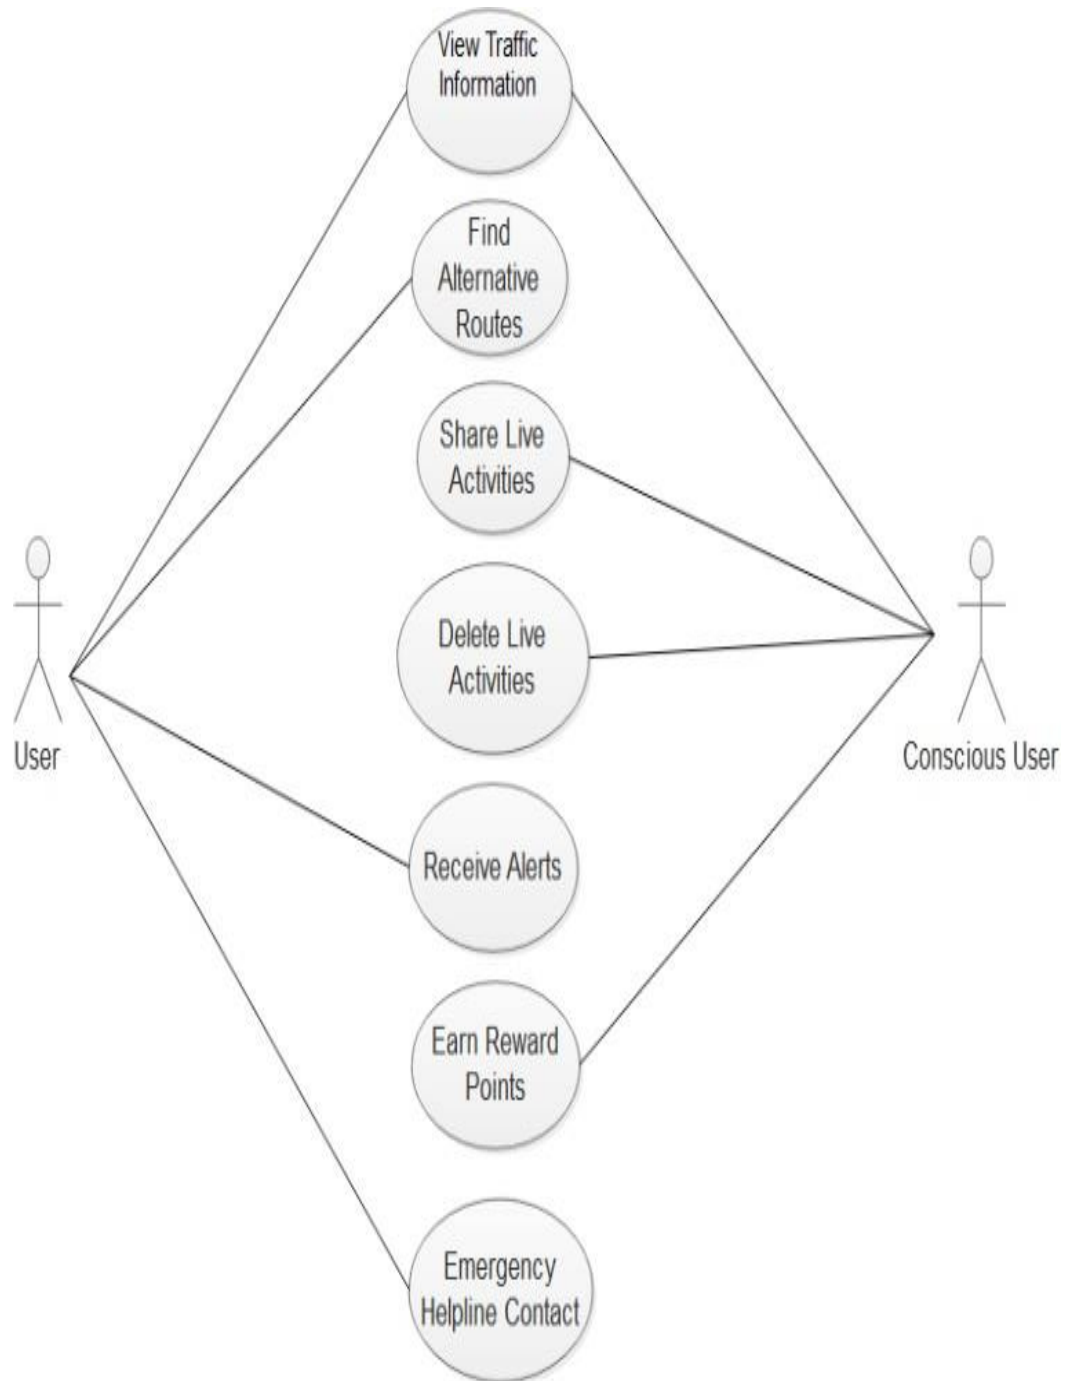 View Traffic
Information
Find
Alternative
Routes
Share Live
Activities
Delete Live
Activities
User
Conscious User
Receive Alerts
Earn Reward
Points
Emergency
Helpline Contact